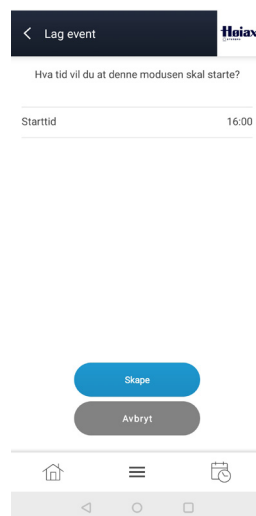 Lag event
Høiax
Hva tid vil du at denne modusen skal starte?
Starttid 16:00
Skape
Avbryt